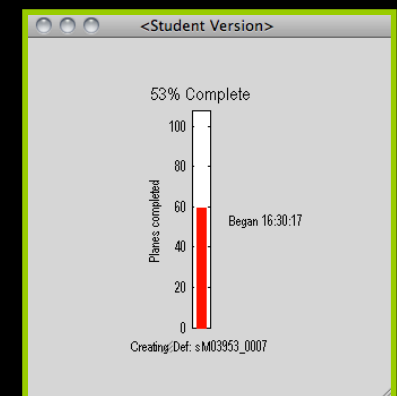 <Student Version>
53% Complete
100
80
60
40
20
0
Planes completed
Began 16:30:17
Creating Def: sM03953_0007